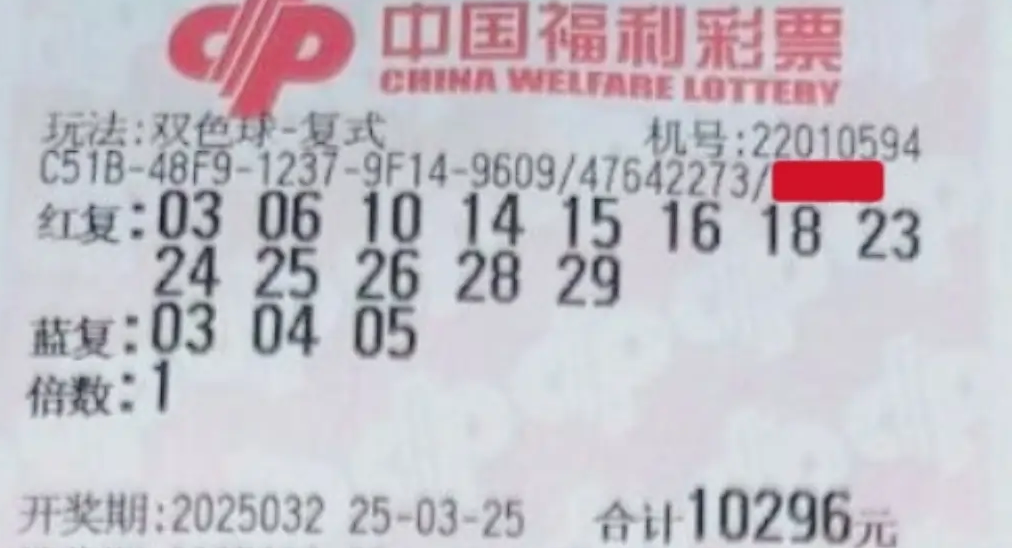 中国福利彩票
CHINA WELFARE LOTTERY
玩法:双色球-复式 机号:22010594
C51B-48F9-1237-9F14-9609/47642273/
红复:03 06 10 14 15 16 18 23
24 25 26 28 29
蓝复:03 04 05
倍数:1
开奖期:2025032 25-03-25 合计10296元